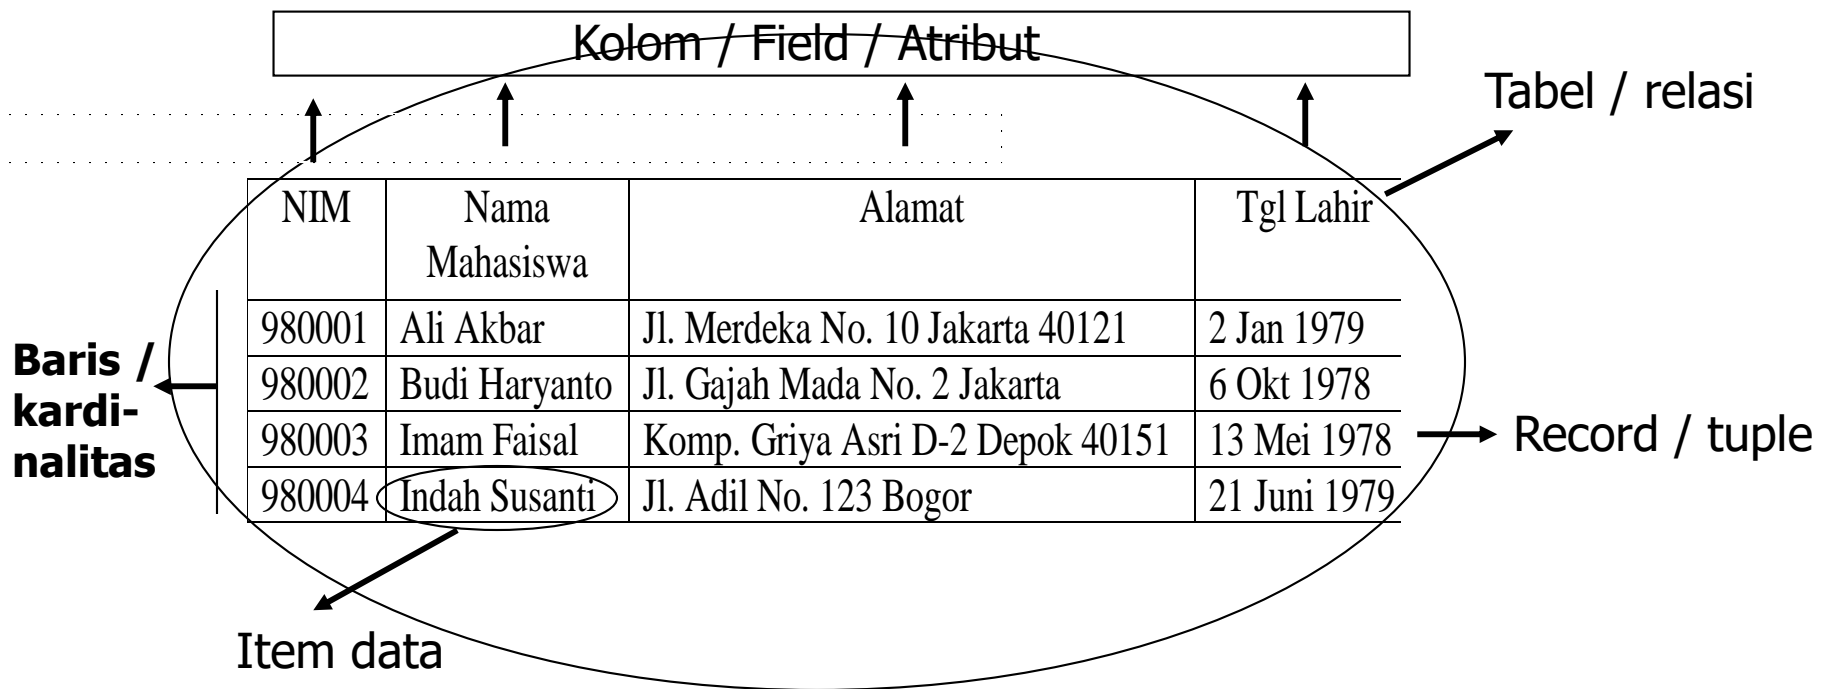 Kolom / Field / Atribut
Tabel / relasi
NIM Nama Alamat Tgl Lahir
Mahasiswa
980001 Ali Akbar Jl. Merdeka No. 10 Jakarta 40121 2 Jan 1979
980002 Budi Haryanto Jl. Gajah Mada No. 2 Jakarta 6 Okt 1978
980003 Imam Faisal Komp. Griya Asri D-2 Depok 40151 13 Mei 1978
980004 Indah Susanti Jl. Adil No. 123 Bogor 21 Juni 1979
Baris /
kardi-
nalitas
Record / tuple
Item data